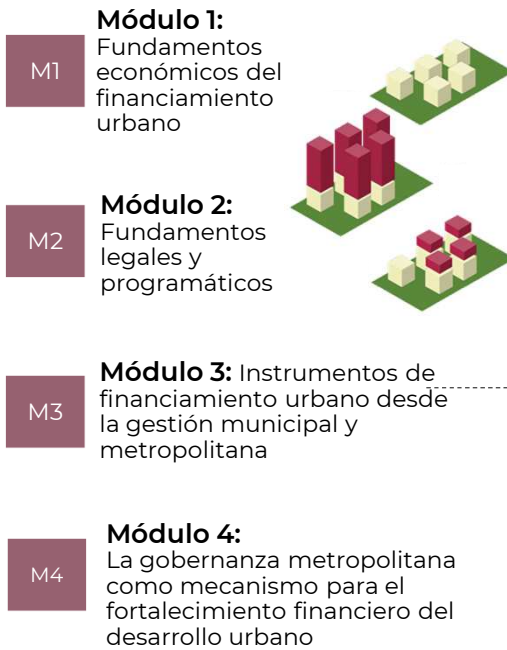 M1
Módulo 1:
Fundamentos
económicos del
financiamiento
urbano
M2
Módulo 2:
Fundamentos
legales y
programáticos
M3
Módulo 3: Instrumentos de
financiamiento urbano desde
la gestión municipal y
metropolitana
M4
Módulo 4:
La gobernanza metropolitana
como mecanismo para el
fortalecimiento financiero del
desarrollo urbano